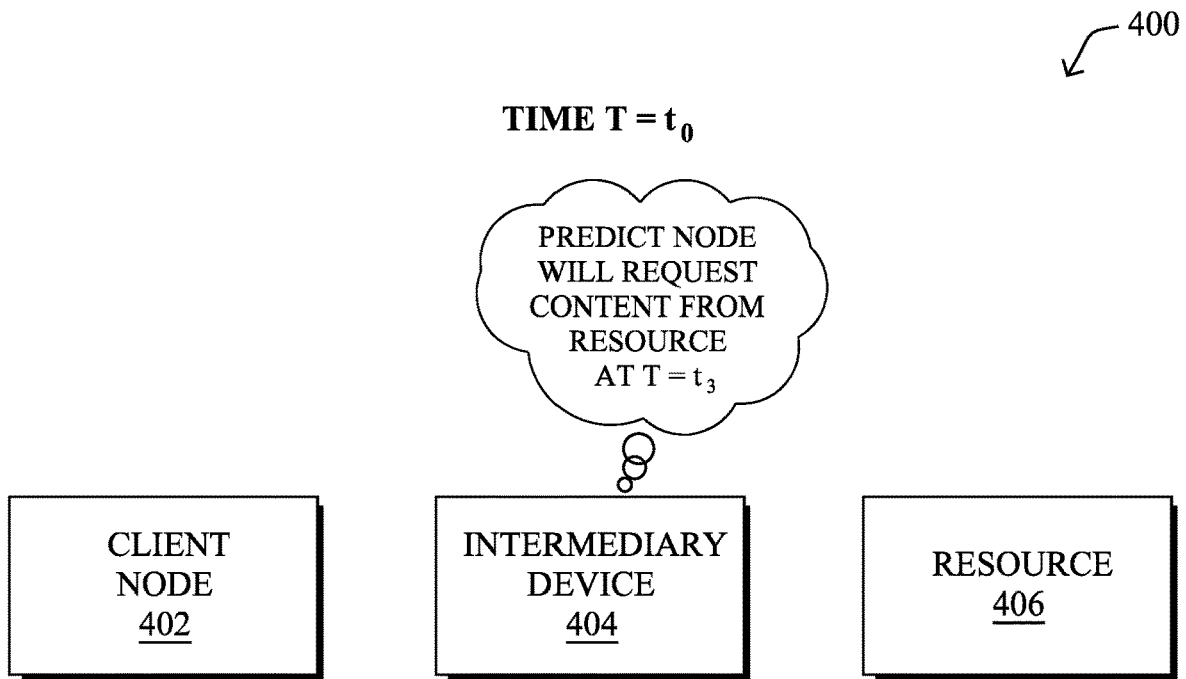 400
TIME T = t₀
PREDICT NODE
WILL REQUEST
CONTENT FROM
RESOURCE
AT T = t₃
CLIENT
NODE
402
INTERMEDIARY
DEVICE
404
RESOURCE
406